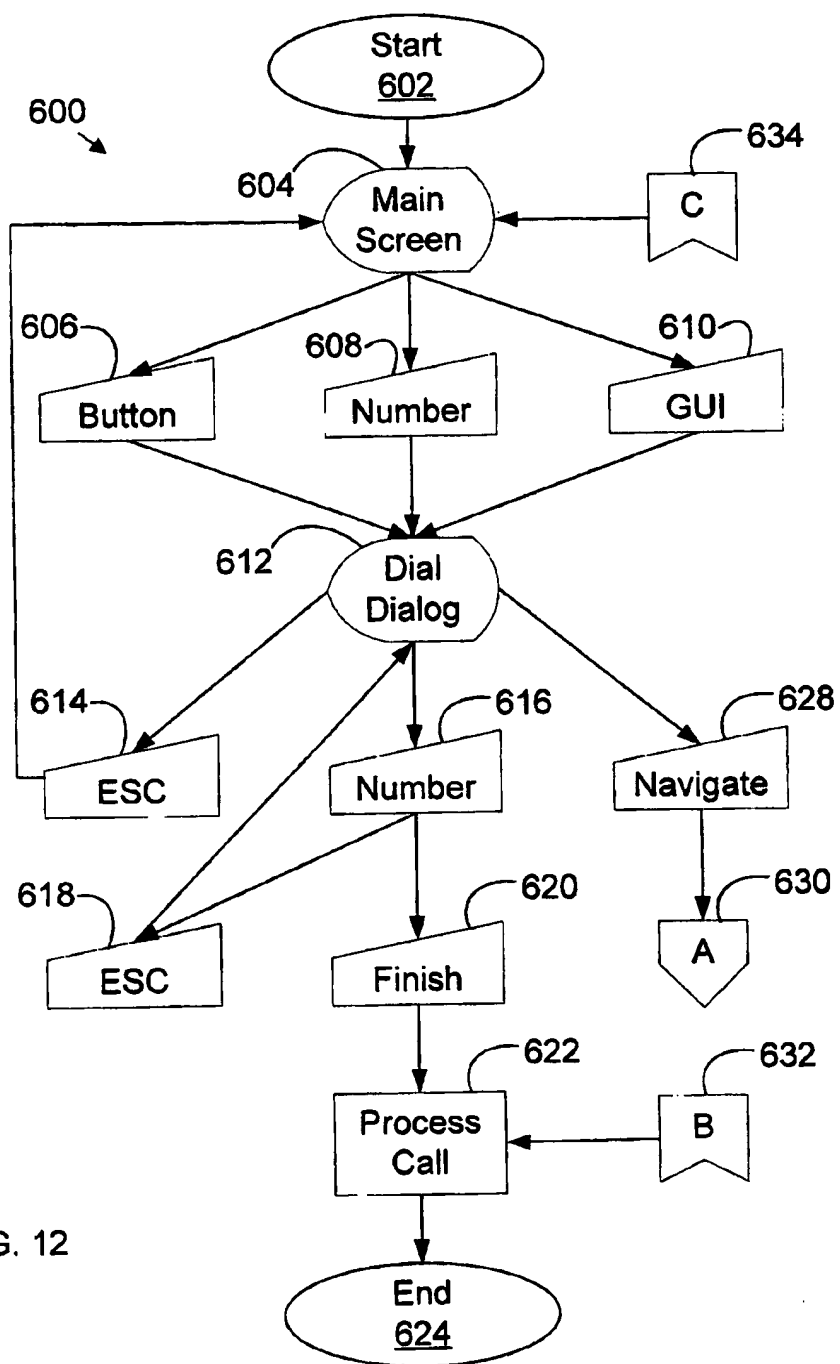 Start
602
600
634
604
Main
Screen
C
606
608
610
Button
Number
GUI
612
Dial
Dialog
614
616
628
ESC
Number
Navigate
618
620
630
ESC
Finish
A
622
632
Process
Call
B
G. 12
End
624